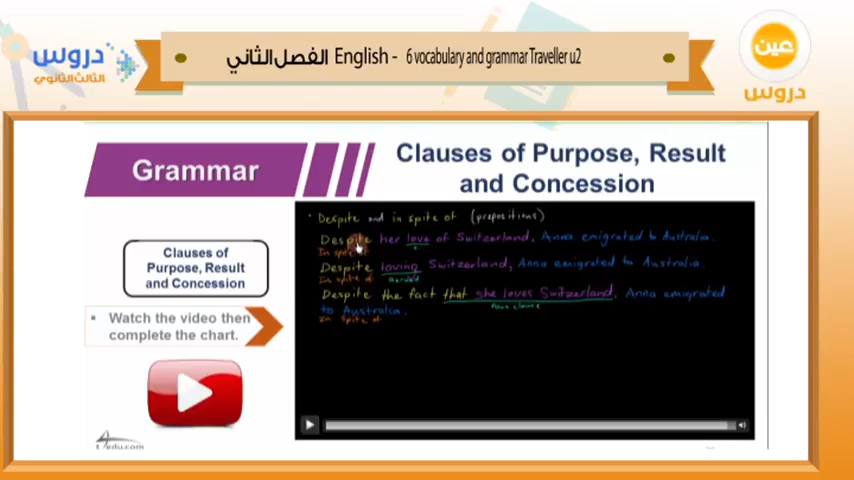 دروس
الثالث الثانوي
الفصل الثاني English - 6 vocabulary and grammar Traveller u2
عين
دروس
Grammar
Clauses of Purpose, Result
and Concession
Clauses of
Purpose, Result
and Concession
▪ Watch the video then
complete the chart.
• Despite and in spite of (prepositions)
Despite her love of Switzerland, Anna emigrated to Australia.
In spite of
Despite loving Switzerland, Anna emigrated to Australia.
In spite of gerund
Despite the fact that she loves Switzerland, Anna emigrated
noun clause
to Australia.
In spite of